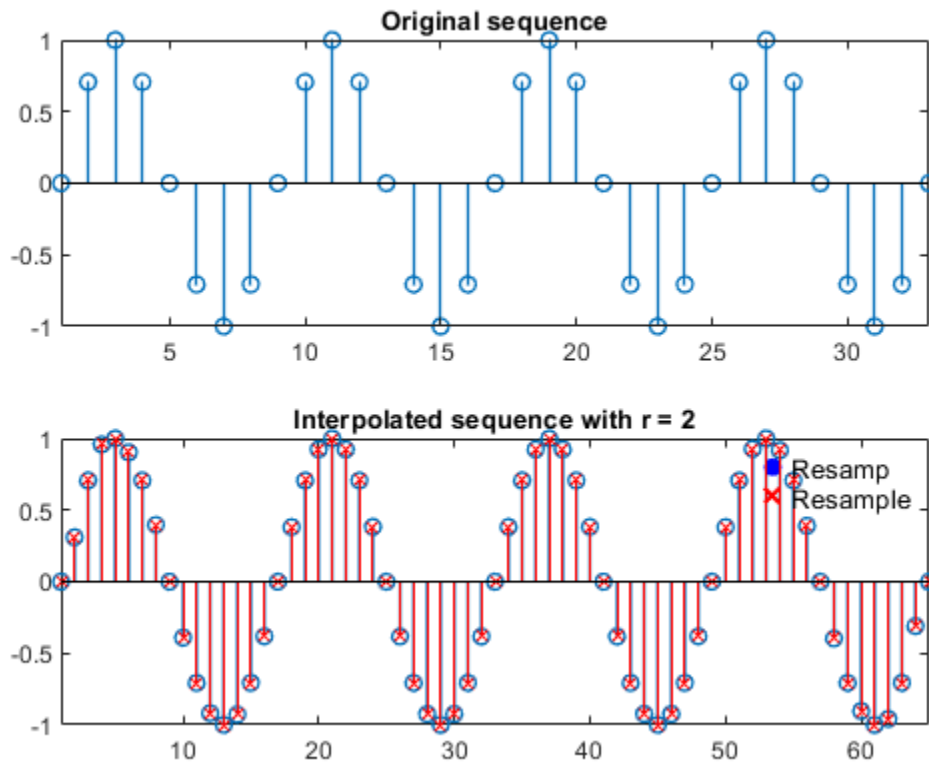 Original sequence
1
0.5
0
-0.5
-1
5 10 15 20 25 30
Interpolated sequence with r = 2
1
Resamp
0.5
Resample
0
-0.5
-1
10 20 30 40 50 60